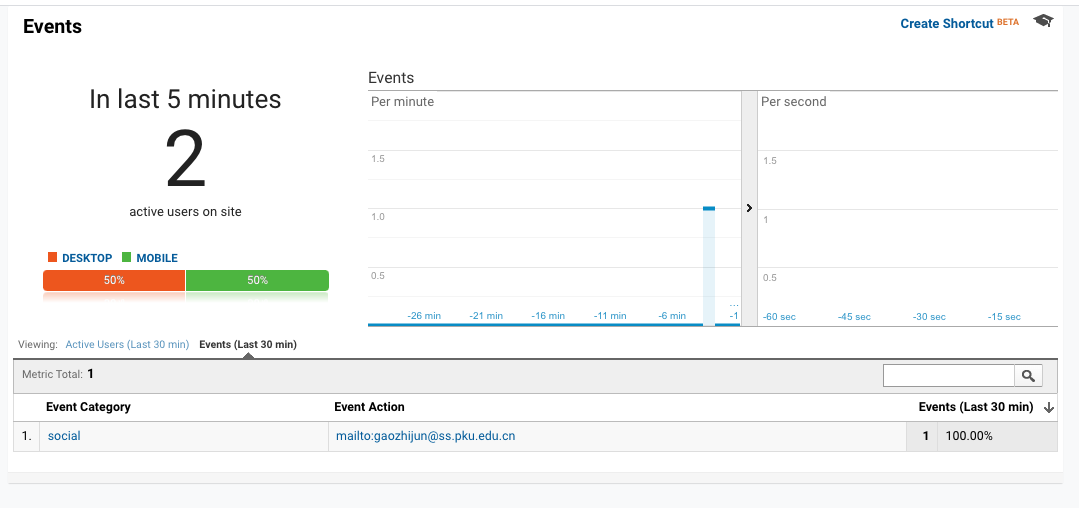 Events
Create Shortcut BETA
In last 5 minutes
2
active users on site
DESKTOP MOBILE
50% 50%
Events
Per minute
1.5
1.0
0.5
-26 min -21 min -16 min -11 min -6 min ... -1
Per second
1.5
1
0.5
-60 sec -45 sec -30 sec -15 sec
Viewing: Active Users (Last 30 min) Events (Last 30 min)
Metric Total: 1
Event Category Event Action Events (Last 30 min)
1. social mailto:gaozhijun@ss.pku.edu.cn 1 100.00%